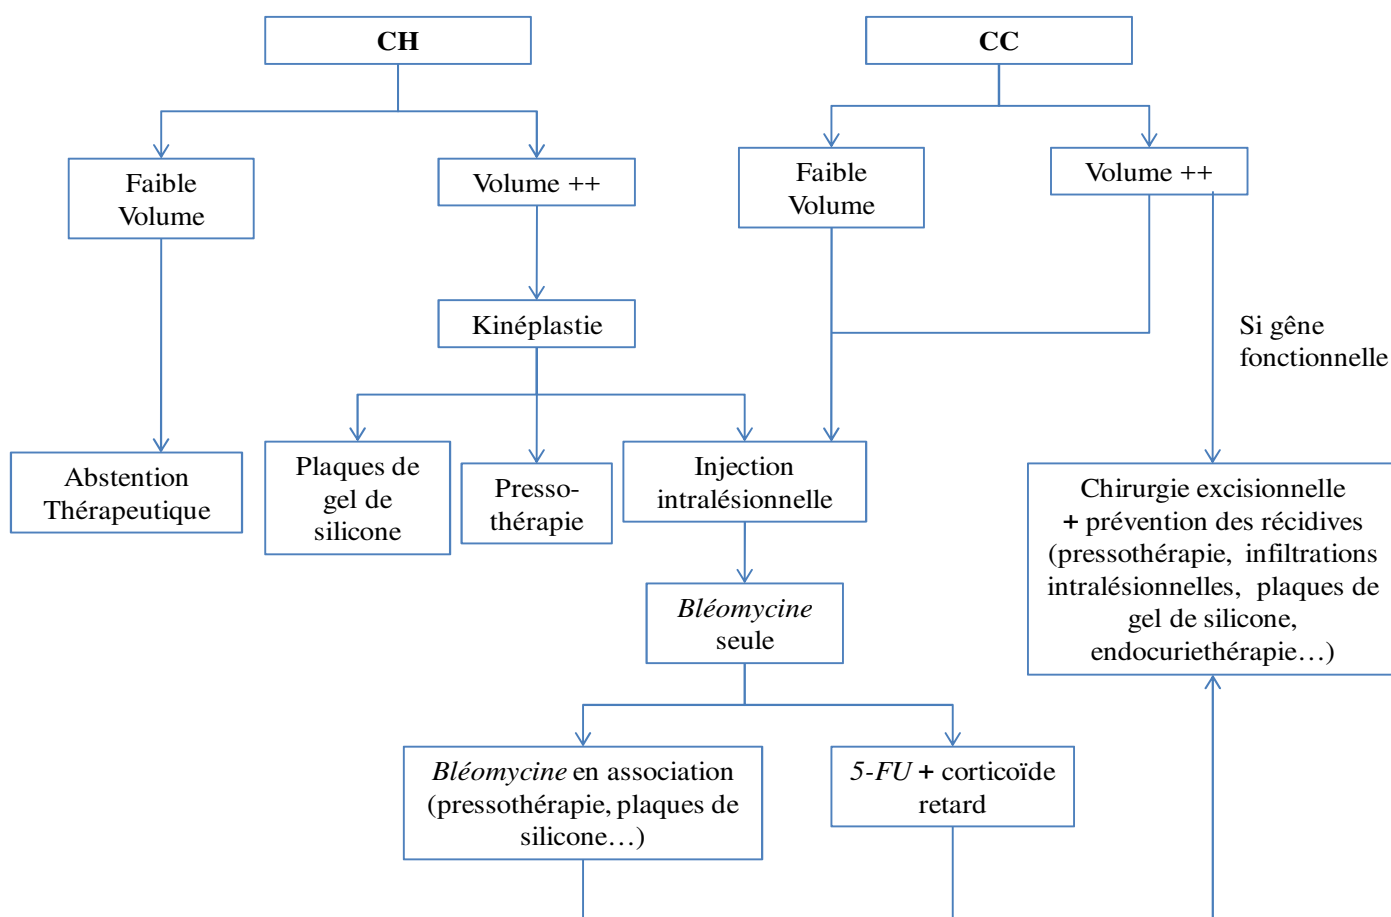 CH
CC
Faible
Volume
Volume ++
Faible
Volume
Volume ++
Kinéplastie
Si gêne
fonctionnelle
Abstention
Thérapeutique
Plaques de
gel de
silicone
Presso-
thérapie
Injection
intralésionnelle
Chirurgie excisionnelle
+ prévention des récidives
(pressothérapie, infiltrations
intralésionnelles, plaques de
gel de silicone,
endocuriethérapie…)
Bléomycine
seule
Bléomycine en association
(pressothérapie, plaques de
silicone…)
5-FU + corticoïde
retard